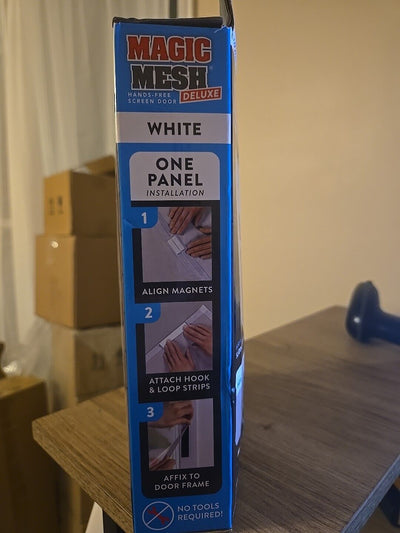 MAGIC
MESH®
DELUXE
HANDS-FREE
SCREEN DOOR
WHITE
ONE
PANEL
INSTALLATION
1
ALIGN MAGNETS
2
ATTACH HOOK
& LOOP STRIPS
3
AFFIX TO
DOOR FRAME
NO TOOLS
REQUIRED!